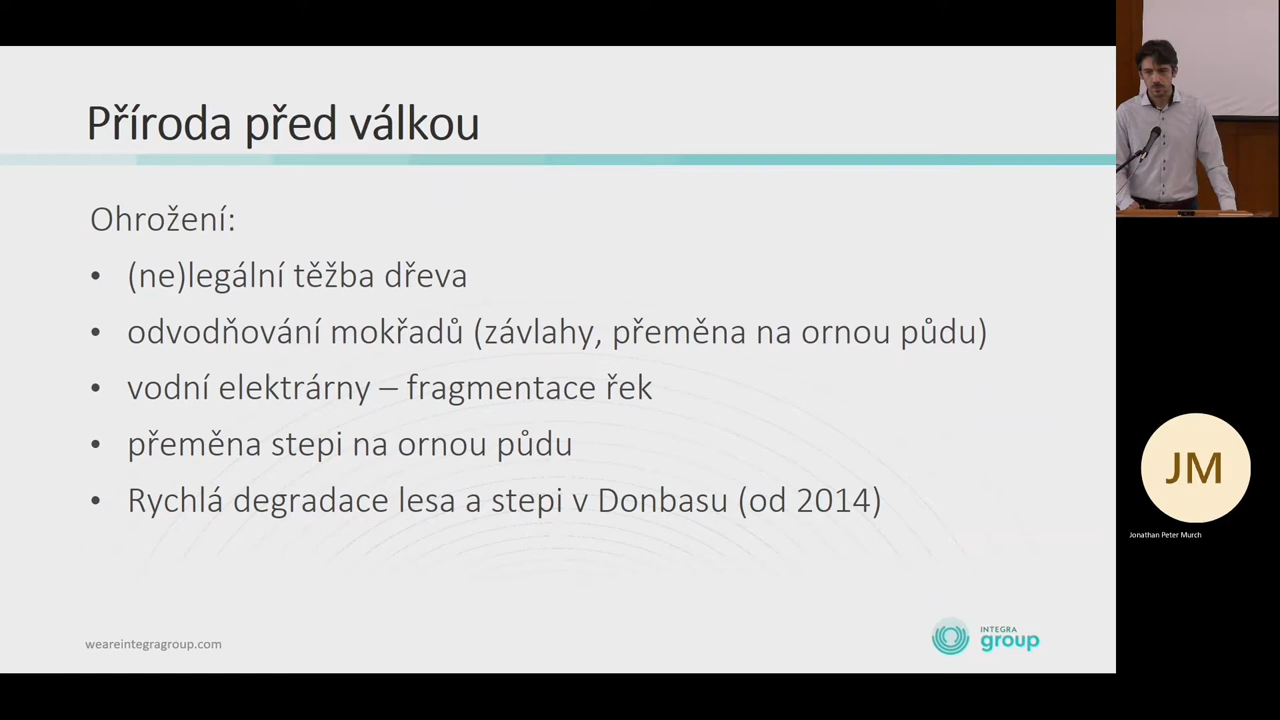 Příroda před válkou
Ohrožení:
• (ne)legální těžba dřeva
• odvodňování mokřadů (závlahy, přeměna na ornou půdu)
• vodní elektrárny – fragmentace řek
• přeměna stepi na ornou půdu
• Rychlá degradace lesa a stepi v Donbasu (od 2014)
weareintegragroup.com
INTEGRA
group
JM
Jonathan Peter Murch